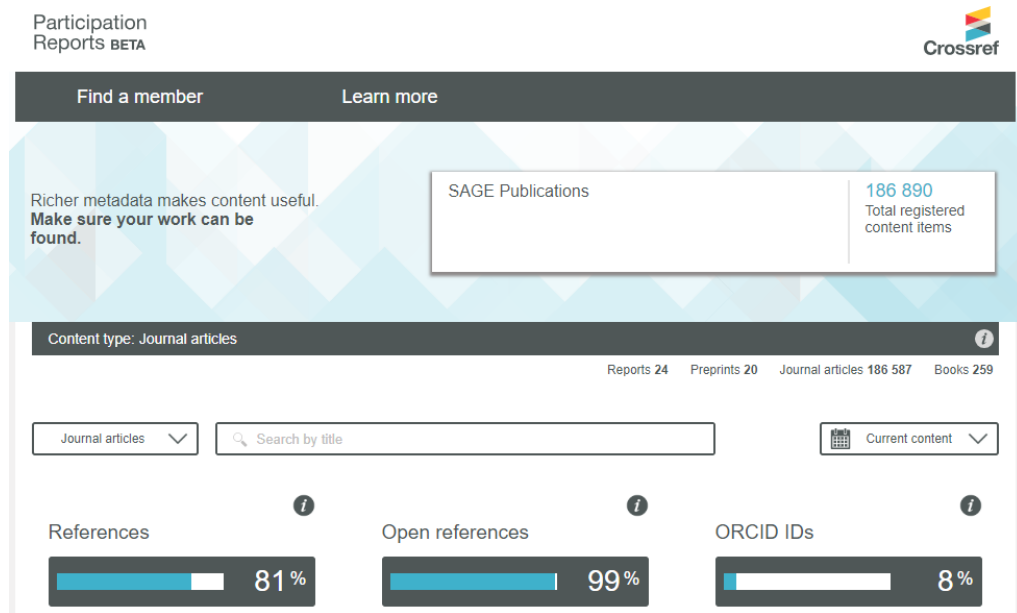 Participation
Reports BETA
Crossref
Find a member
Learn more
Richer metadata makes content useful.
Make sure your work can be
found.
SAGE Publications
186 890
Total registered
content items
Content type: Journal articles
i
Reports 24 Preprints 20 Journal articles 186 587 Books 259
Journal articles
Search by title
Current content
i
References
81 %
i
Open references
99 %
i
ORCID IDs
8 %